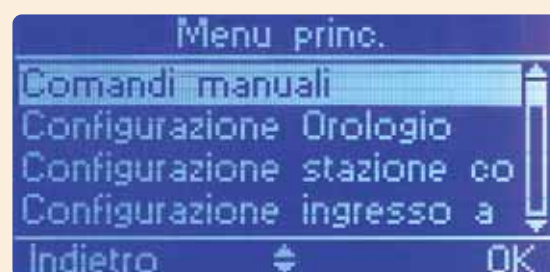 Menu princ.
Comandi manuali
Configurazione Orologio
Configurazione stazione co
Configurazione ingresso a
Indietro OK